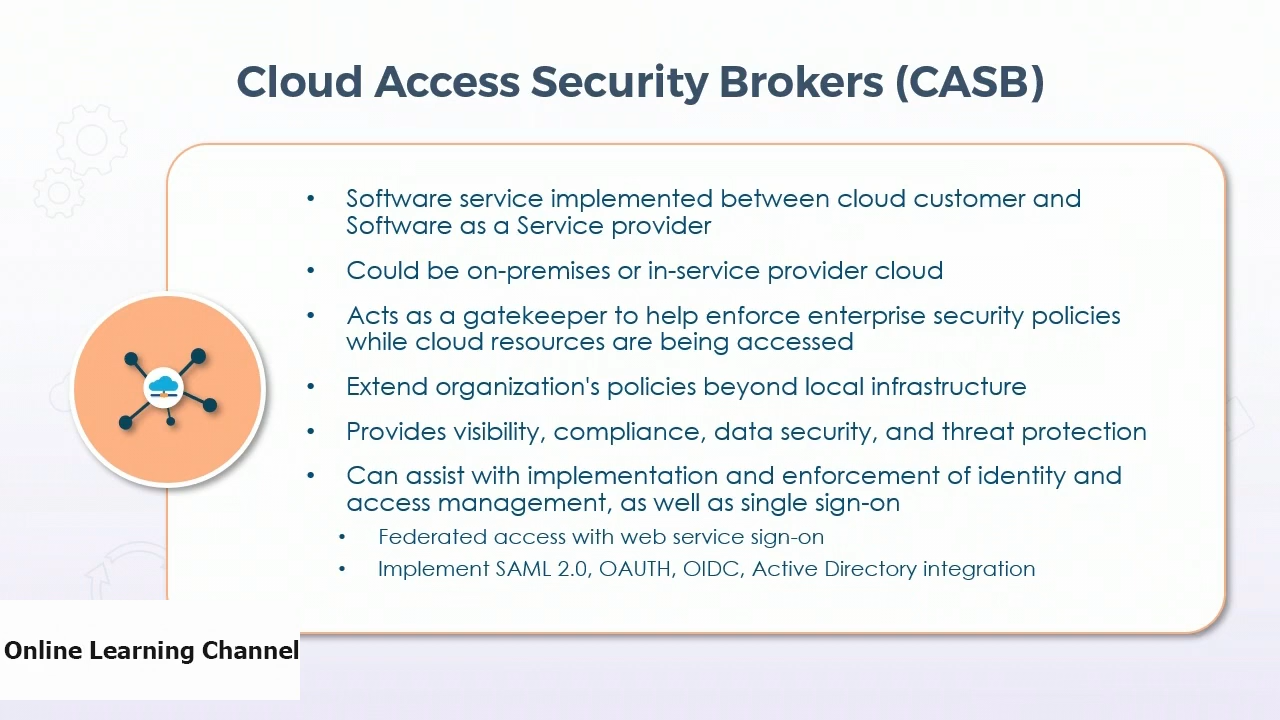 Cloud Access Security Brokers (CASB)
• Software service implemented between cloud customer and
Software as a Service provider
• Could be on-premises or in-service provider cloud
• Acts as a gatekeeper to help enforce enterprise security policies
while cloud resources are being accessed
• Extend organization's policies beyond local infrastructure
• Provides visibility, compliance, data security, and threat protection
• Can assist with implementation and enforcement of identity and
access management, as well as single sign-on
• Federated access with web service sign-on
• Implement SAML 2.0, OAUTH, OIDC, Active Directory integration
Online Learning Channel